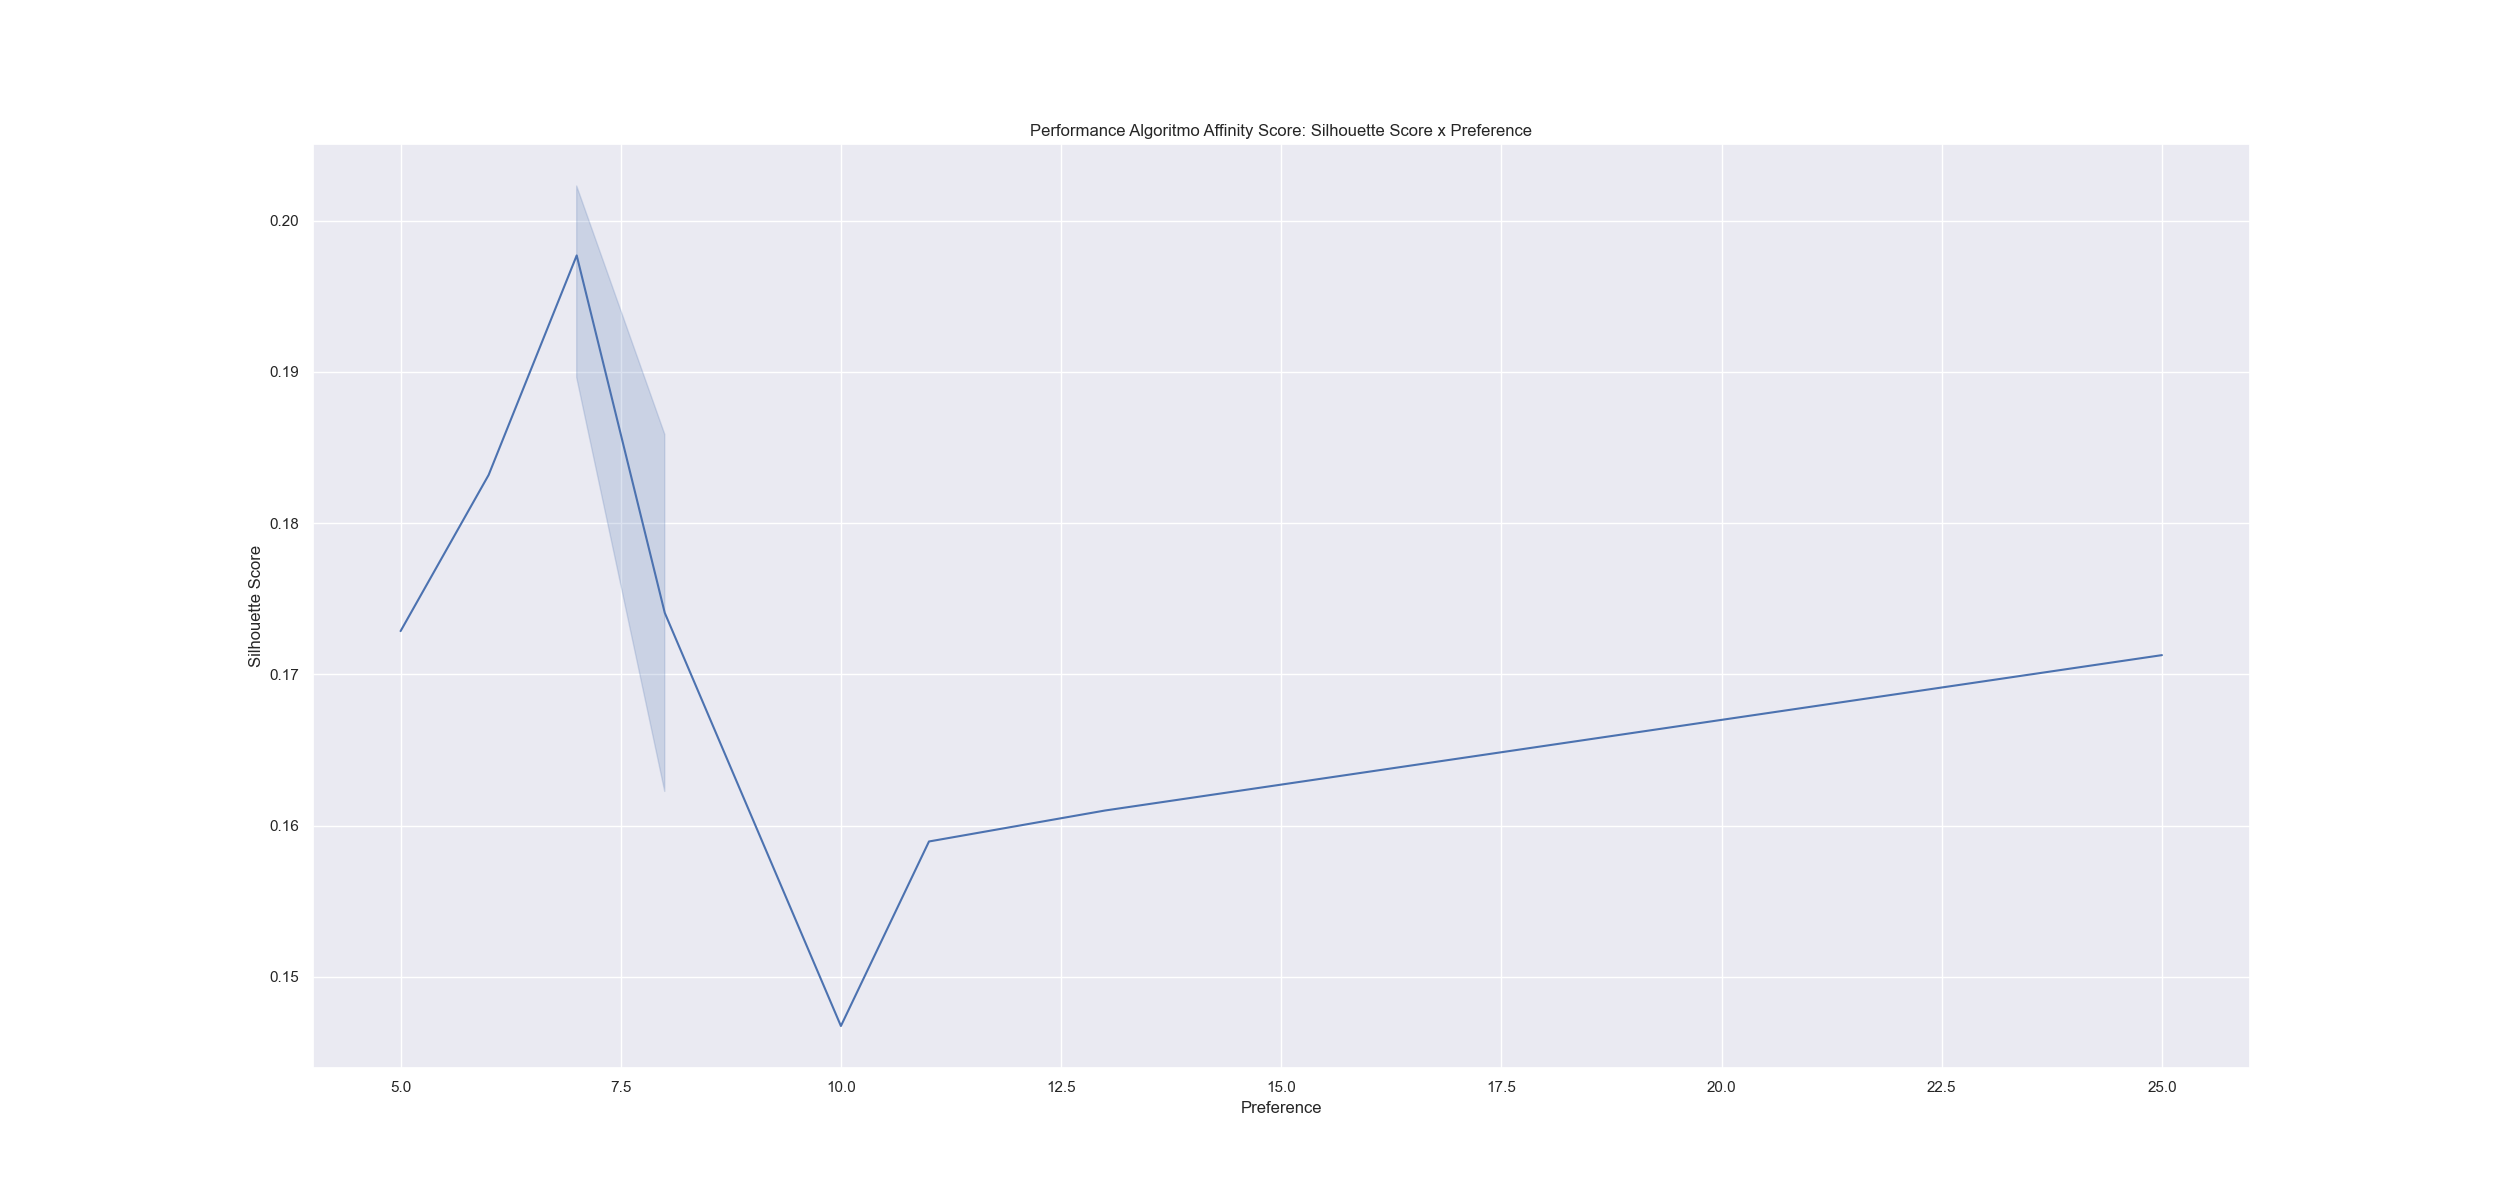 Performance Algoritmo Affinity Score: Silhouette Score x Preference
Silhouette Score
0.20
0.19
0.18
0.17
0.16
0.15
5.0 7.5 10.0 12.5 15.0 17.5 20.0 22.5 25.0
Preference